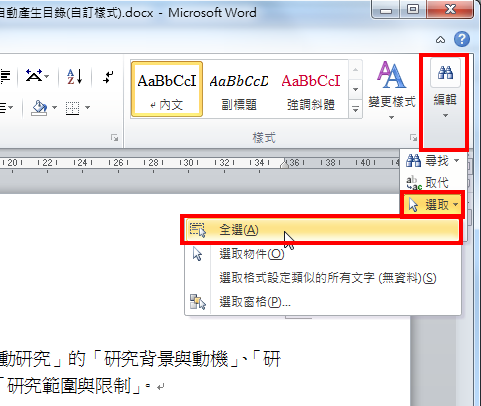 自動產生目錄(自訂樣式).docx - Microsoft Word
AaBbCcI AaBbCcD AaBbCcI
↲內文 副標題 強調斜體 變更樣式 編輯
樣式
20 22 24 26 28 30 32 34 36 38 40
尋找
取代
選取
全選(A)
選取物件(O)
選取格式設定類似的所有文字 (無資料)(S)
選取窗格(P)...
動研究」的「研究背景與動機」、「研
「研究範圍與限制」。↲